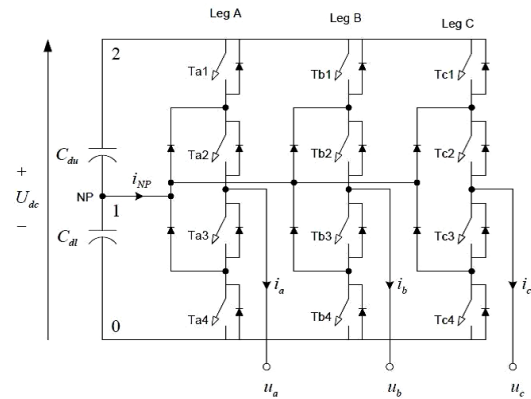 Leg A
Leg B
Leg C
2
Ta1
Tb1
Tc1
Ta2
Tb2
Tc2
C_du
+
U_dc
−
NP
1
i_NP
C_dl
Ta3
Tb3
Tc3
i_a
i_b
i_c
Ta4
Tb4
Tc4
0
u_a
u_b
u_c